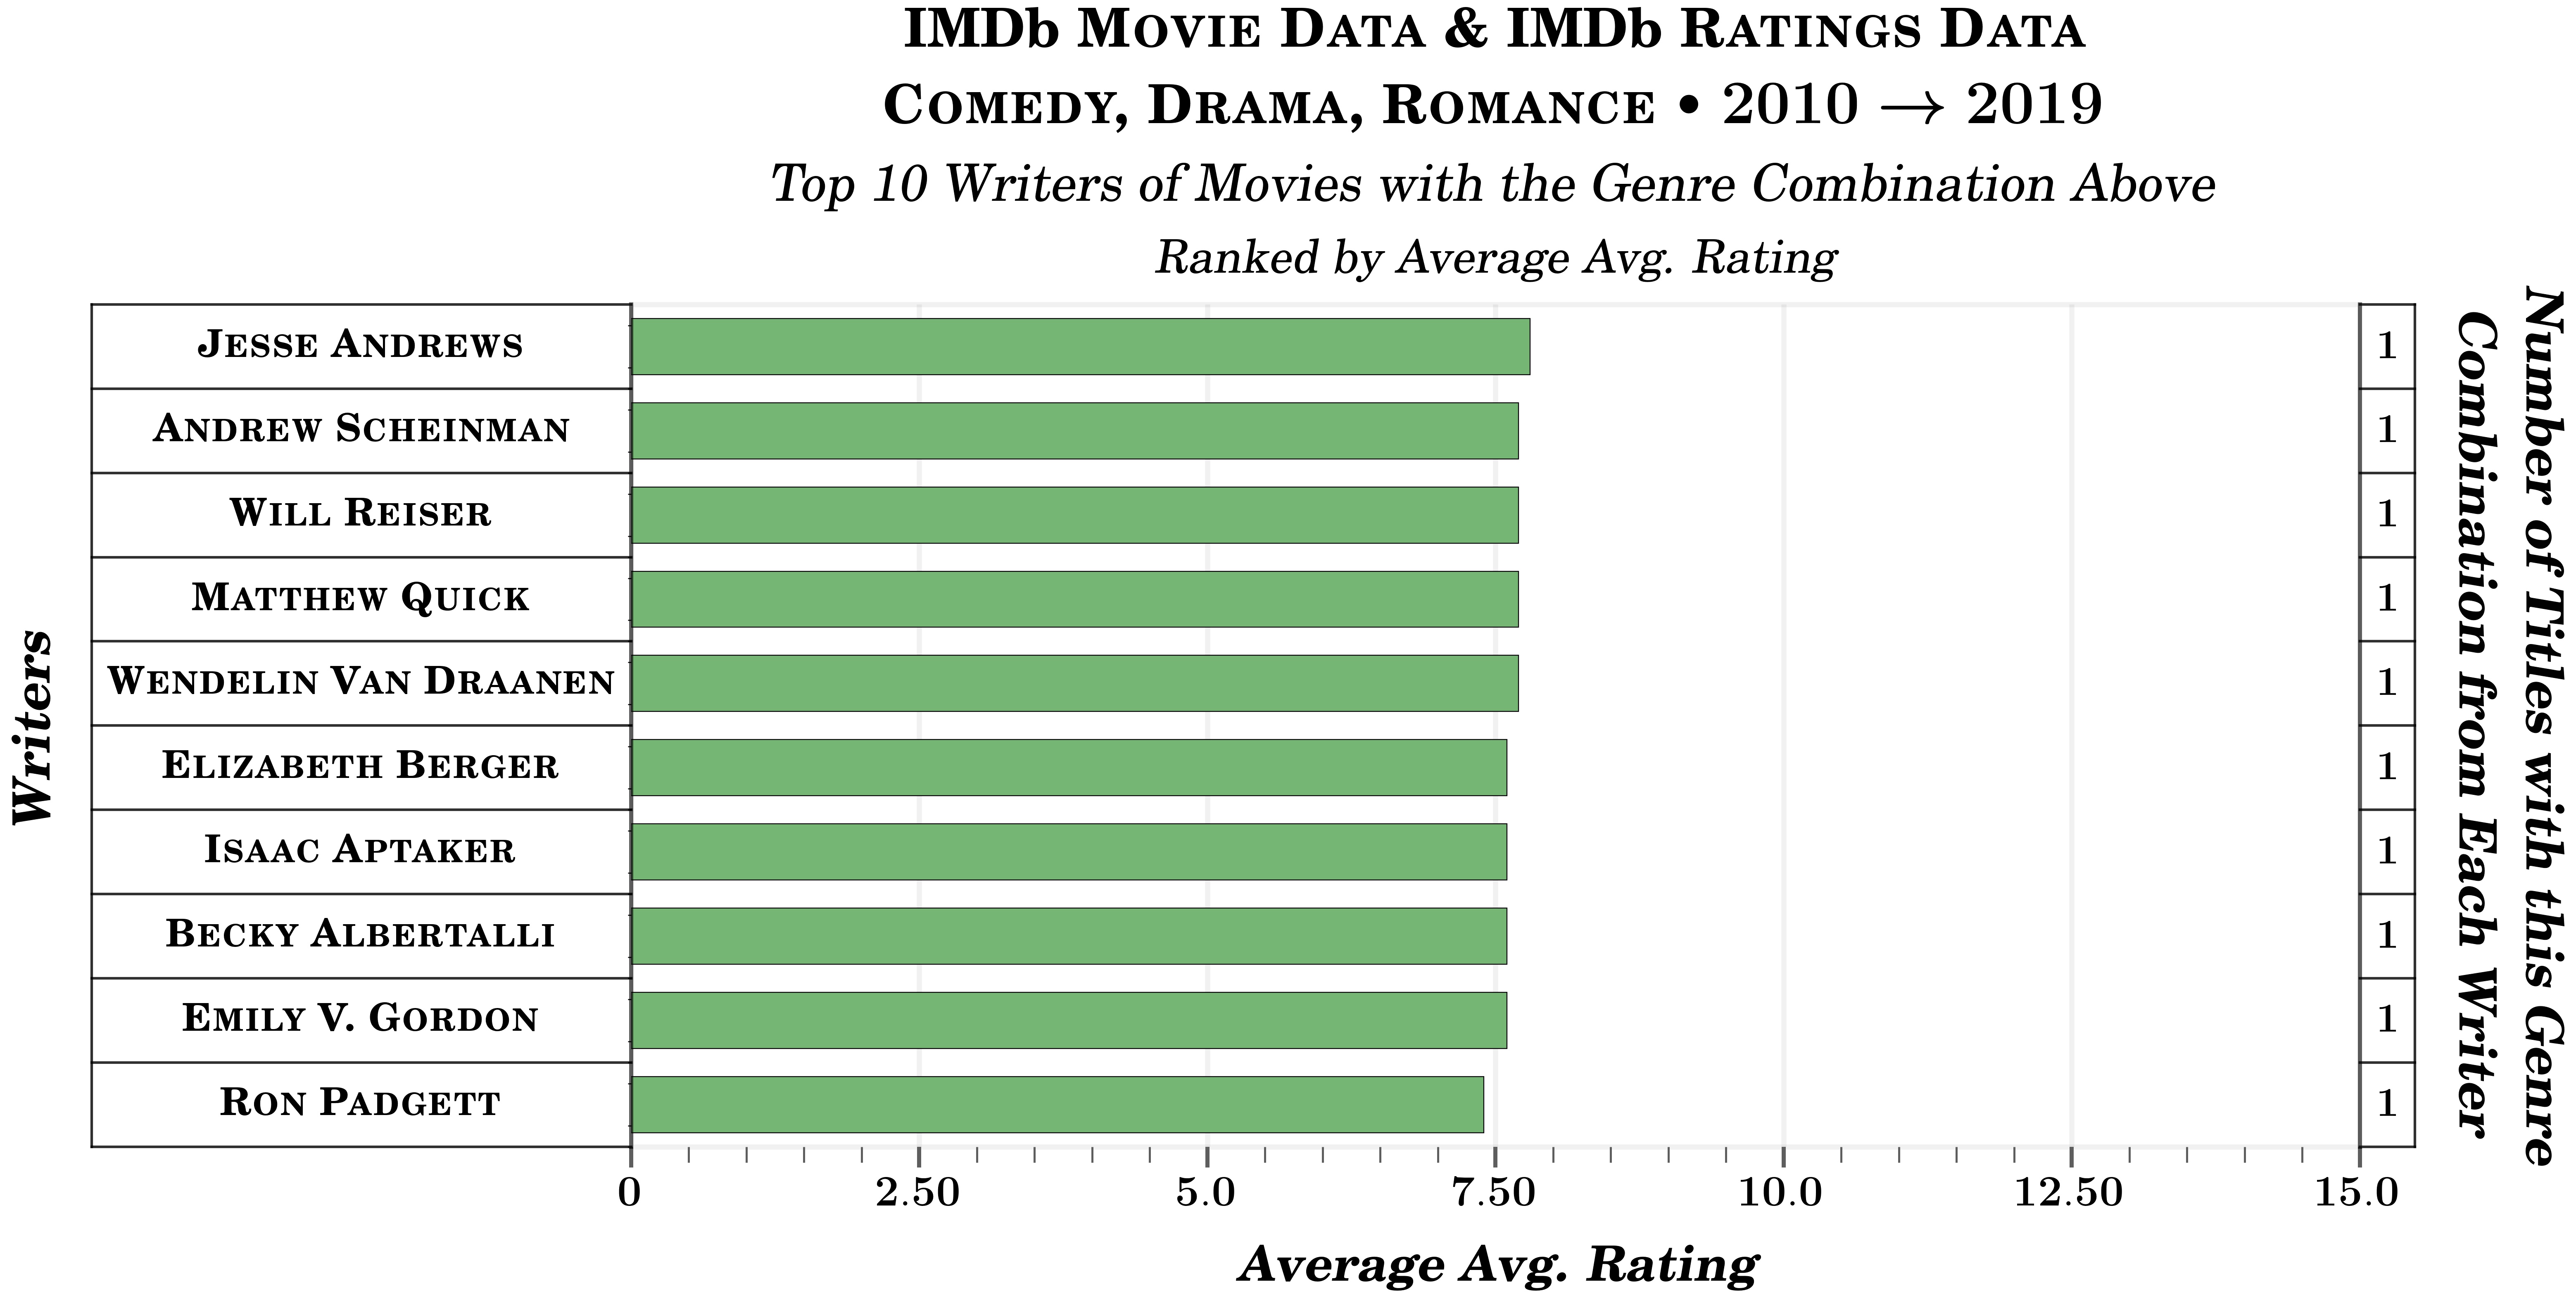 IMDb Movie Data & IMDb Ratings Data
Comedy, Drama, Romance • 2010 → 2019
Top 10 Writers of Movies with the Genre Combination Above
Ranked by Average Avg. Rating
Writers
Jesse Andrews 1
Andrew Scheinman 1
Will Reiser 1
Matthew Quick 1
Wendelin Van Draanen 1
Elizabeth Berger 1
Isaac Aptaker 1
Becky Albertalli 1
Emily V. Gordon 1
Ron Padgett 1
Number of Titles with this Genre
Combination from Each Writer
0 2.50 5.0 7.50 10.0 12.50 15.0
Average Avg. Rating